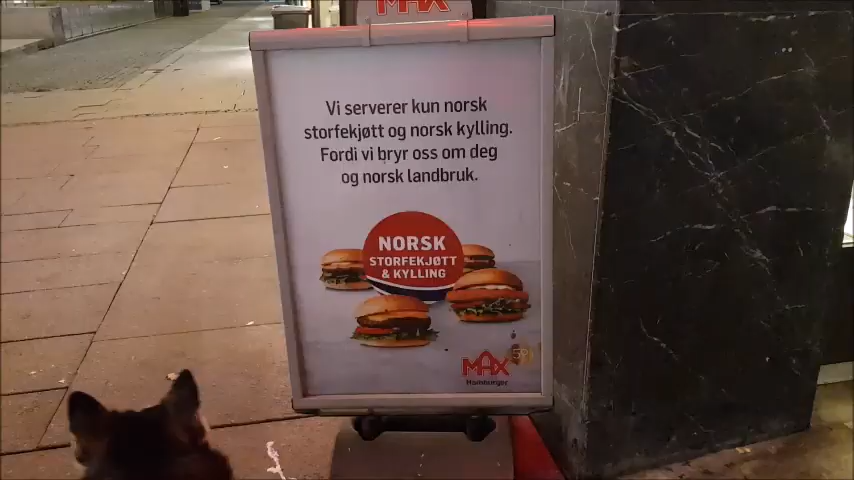 MAX
Vi serverer kun norsk
storfekjøtt og norsk kylling.
Fordi vi bryr oss om deg
og norsk landbruk.
NORSK
STORFEKJØTT
& KYLLING
MAX
Hamburger